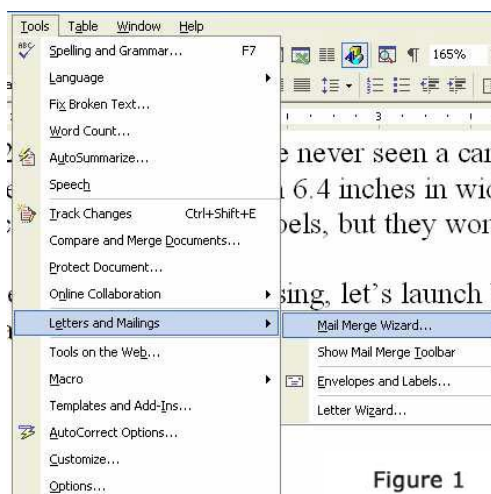 Tools Table Window Help
Spelling and Grammar... F7
165%
Language
Fix Broken Text...
Word Count...
3
AutoSummarize...
e never seen a car
Speech
6.4 inches in wid
Track Changes Ctrl+Shift+E
bels, but they wor
Compare and Merge Documents...
Protect Document...
Online Collaboration
sing, let's launch
Letters and Mailings
Mail Merge Wizard...
Tools on the Web...
Show Mail Merge Toolbar
Macro
Envelopes and Labels...
Templates and Add-Ins...
Letter Wizard...
AutoCorrect Options...
Customize...
Options...
Figure 1